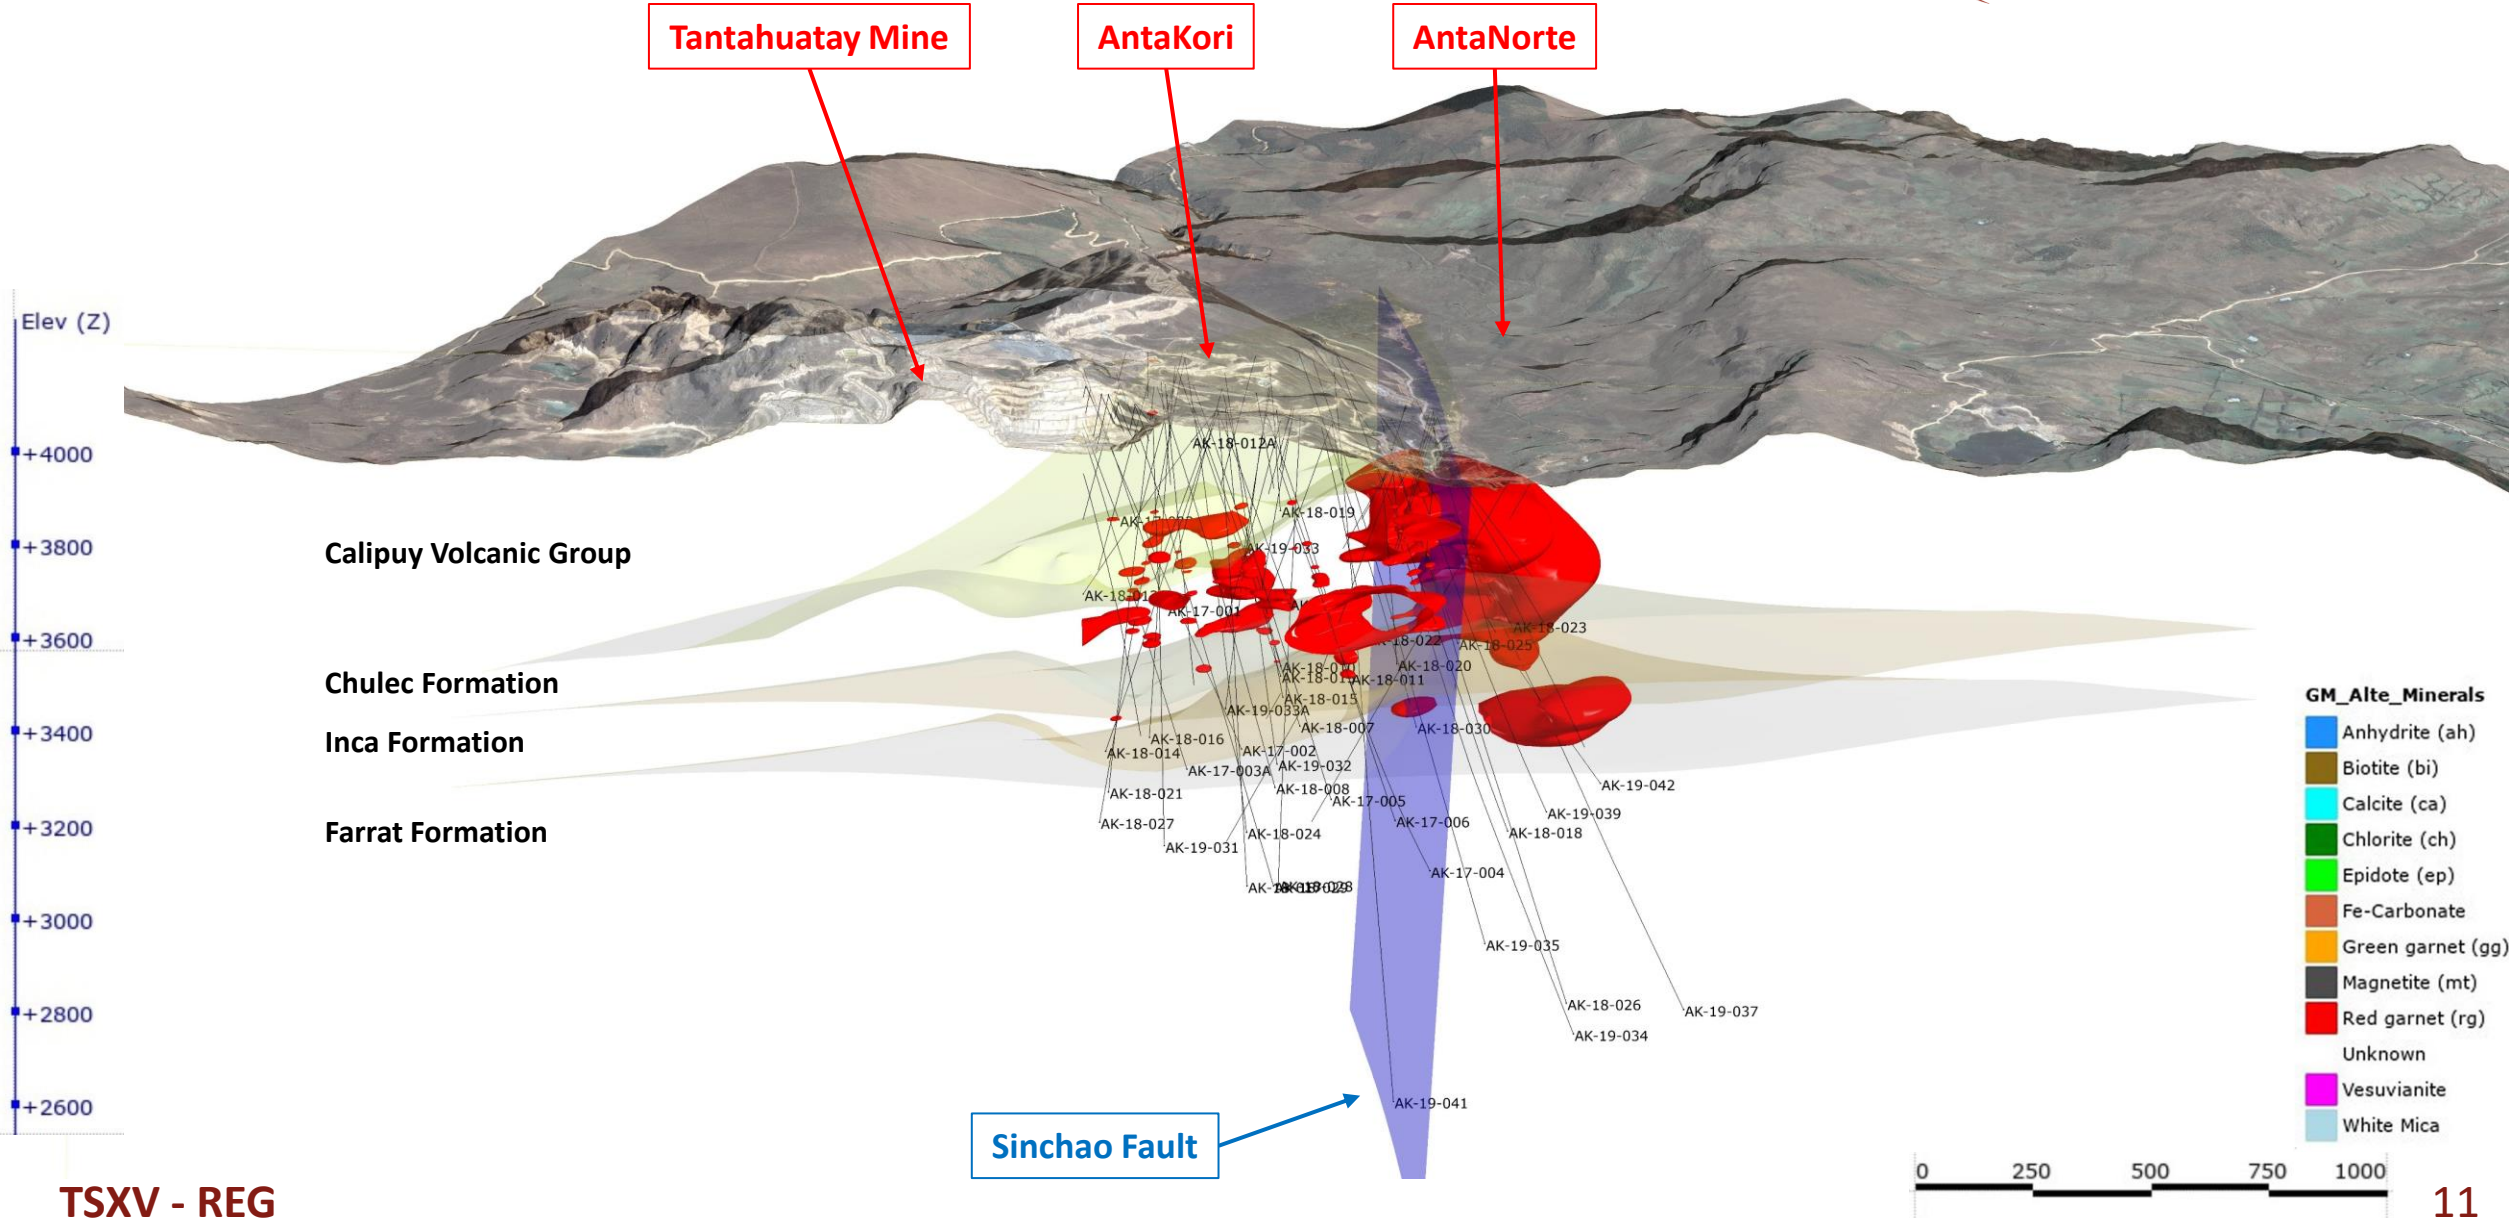 Tantahuatay Mine
AntaKori
AntaNorte
Elev (Z)
+4000
+3800
+3600
+3400
+3200
+3000
+2800
+2600
Calipuy Volcanic Group
Chulec Formation
Inca Formation
Farrat Formation
AK-18-012A
AK-18-019
AK-19-033
AK-17-001
AK-18-023
AK-18-022
AK-18-025
AK-18-010
AK-18-020
AK-18-011
AK-18-015
AK-19-033A
AK-18-007
AK-18-030
AK-18-016
AK-18-014
AK-17-002
AK-17-003A
AK-19-032
AK-18-021
AK-18-008
AK-17-005
AK-19-042
AK-18-027
AK-17-006
AK-19-039
AK-18-024
AK-18-018
AK-19-031
AK-17-004
AK-19-035
AK-18-026
AK-19-037
AK-19-034
AK-19-041
Sinchao Fault
GM_Alte_Minerals
Anhydrite (ah)
Biotite (bi)
Calcite (ca)
Chlorite (ch)
Epidote (ep)
Fe-Carbonate
Green garnet (gg)
Magnetite (mt)
Red garnet (rg)
Unknown
Vesuvianite
White Mica
0 250 500 750 1000
TSXV - REG
11